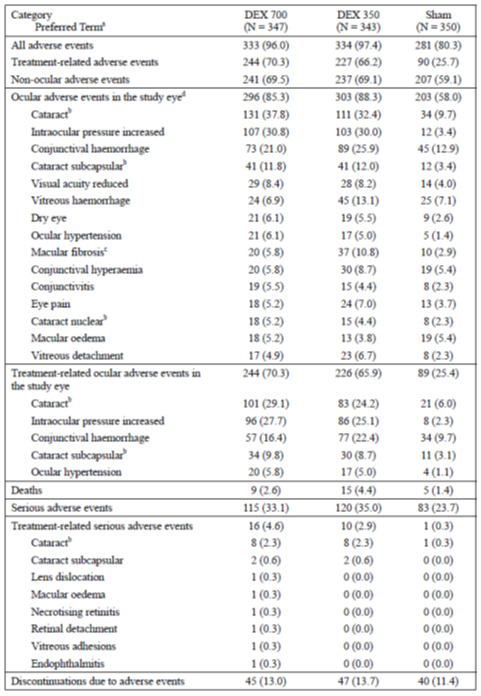 Category DEX 700 DEX 350 Sham
Preferred Termᵃ (N = 347) (N = 343) (N = 350)
All adverse events 333 (96.0) 334 (97.4) 281 (80.3)
Treatment-related adverse events 244 (70.3) 227 (66.2) 90 (25.7)
Non-ocular adverse events 241 (69.5) 237 (69.1) 207 (59.1)
Ocular adverse events in the study eyeᵈ 296 (85.3) 303 (88.3) 203 (58.0)
Cataractᵇ 131 (37.8) 111 (32.4) 34 (9.7)
Intraocular pressure increased 107 (30.8) 103 (30.0) 12 (3.4)
Conjunctival haemorrhage 73 (21.0) 89 (25.9) 45 (12.9)
Cataract subcapsularᵇ 41 (11.8) 41 (12.0) 12 (3.4)
Visual acuity reduced 29 (8.4) 28 (8.2) 14 (4.0)
Vitreous haemorrhage 24 (6.9) 45 (13.1) 25 (7.1)
Dry eye 21 (6.1) 19 (5.5) 9 (2.6)
Ocular hypertension 21 (6.1) 17 (5.0) 5 (1.4)
Macular fibrosisᶜ 20 (5.8) 37 (10.8) 10 (2.9)
Conjunctival hyperaemia 20 (5.8) 30 (8.7) 19 (5.4)
Conjunctivitis 19 (5.5) 15 (4.4) 8 (2.3)
Eye pain 18 (5.2) 24 (7.0) 13 (3.7)
Cataract nuclearᵇ 18 (5.2) 15 (4.4) 8 (2.3)
Macular oedema 18 (5.2) 13 (3.8) 19 (5.4)
Vitreous detachment 17 (4.9) 23 (6.7) 8 (2.3)
Treatment-related ocular adverse events in 244 (70.3) 226 (65.9) 89 (25.4)
the study eye
Cataractᵇ 101 (29.1) 83 (24.2) 21 (6.0)
Intraocular pressure increased 96 (27.7) 86 (25.1) 8 (2.3)
Conjunctival haemorrhage 57 (16.4) 77 (22.4) 34 (9.7)
Cataract subcapsularᵇ 34 (9.8) 30 (8.7) 11 (3.1)
Ocular hypertension 20 (5.8) 17 (5.0) 4 (1.1)
Deaths 9 (2.6) 15 (4.4) 5 (1.4)
Serious adverse events 115 (33.1) 120 (35.0) 83 (23.7)
Treatment-related serious adverse events 16 (4.6) 10 (2.9) 1 (0.3)
Cataractᵇ 8 (2.3) 8 (2.3) 1 (0.3)
Cataract subcapsular 2 (0.6) 2 (0.6) 0 (0.0)
Lens dislocation 1 (0.3) 0 (0.0) 0 (0.0)
Macular oedema 1 (0.3) 0 (0.0) 0 (0.0)
Necrotising retinitis 1 (0.3) 0 (0.0) 0 (0.0)
Retinal detachment 1 (0.3) 0 (0.0) 0 (0.0)
Vitreous adhesions 1 (0.3) 0 (0.0) 0 (0.0)
Endophthalmitis 1 (0.3) 0 (0.0) 0 (0.0)
Discontinuations due to adverse events 45 (13.0) 47 (13.7) 40 (11.4)